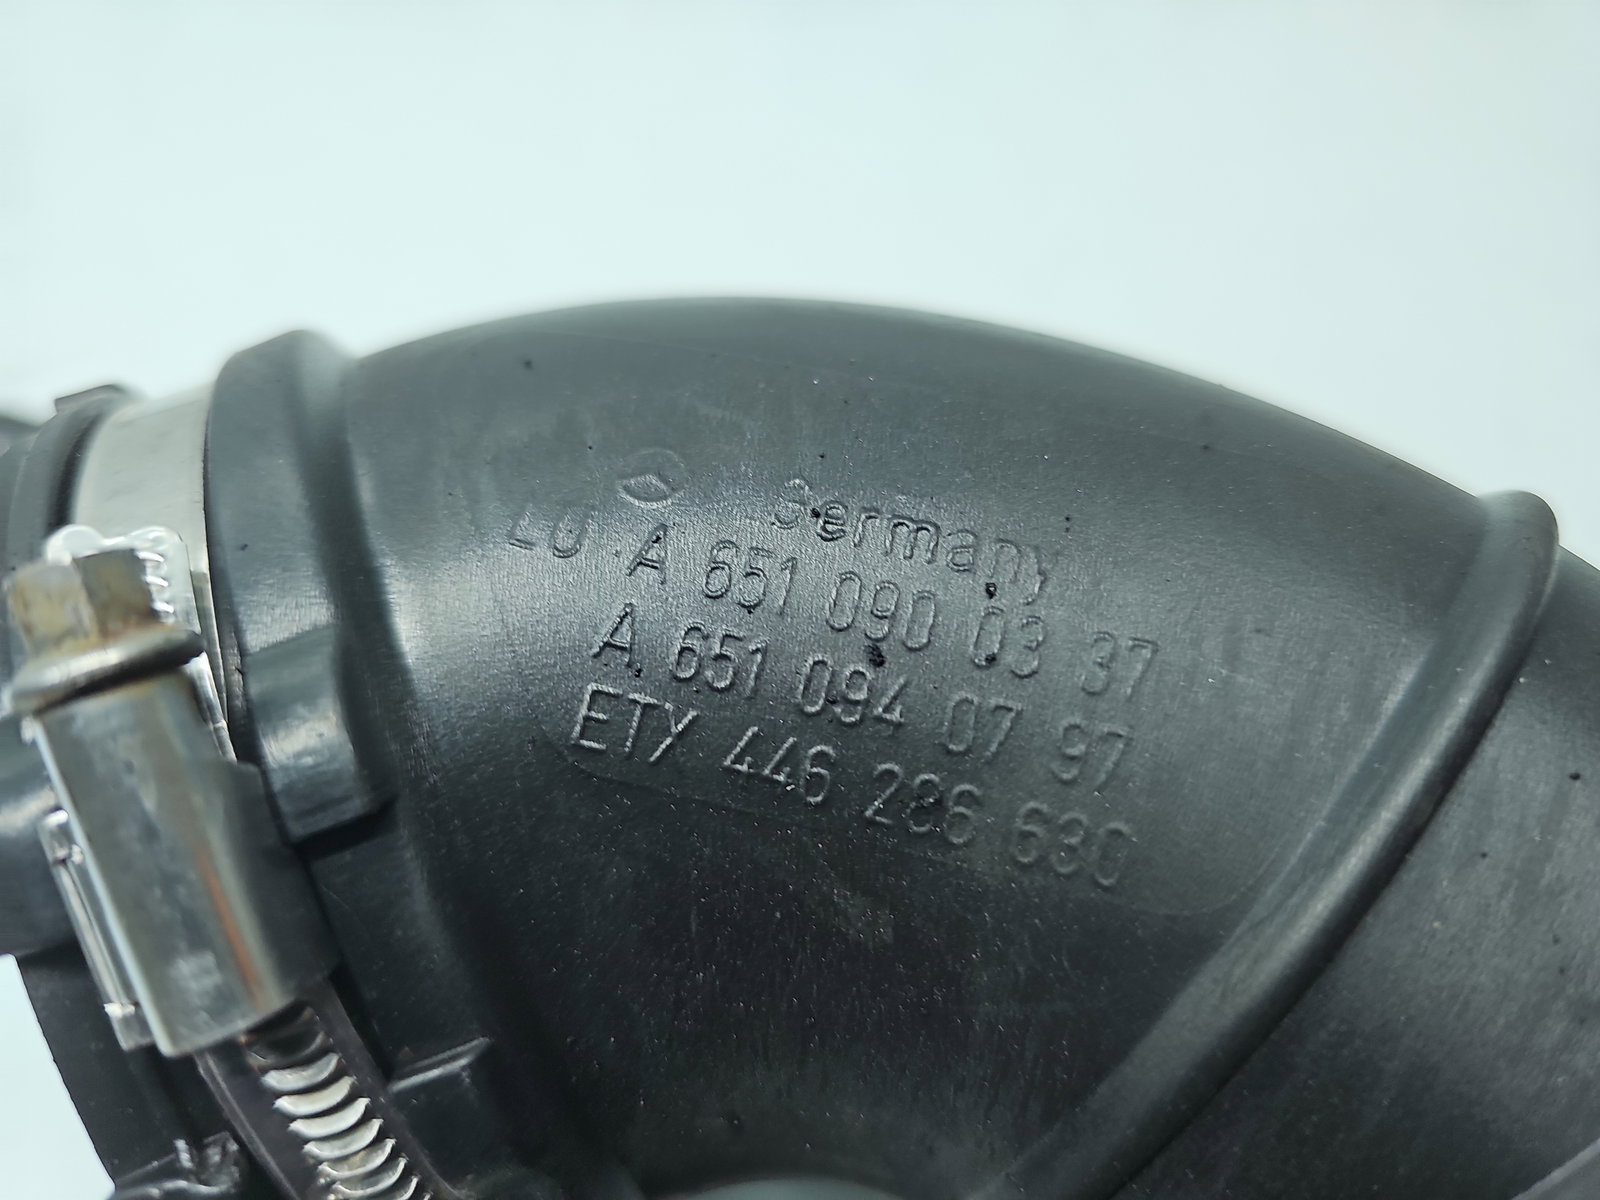 Germany
A 651 090 03 37
A 651 094 07 97
ETY 446 286 630